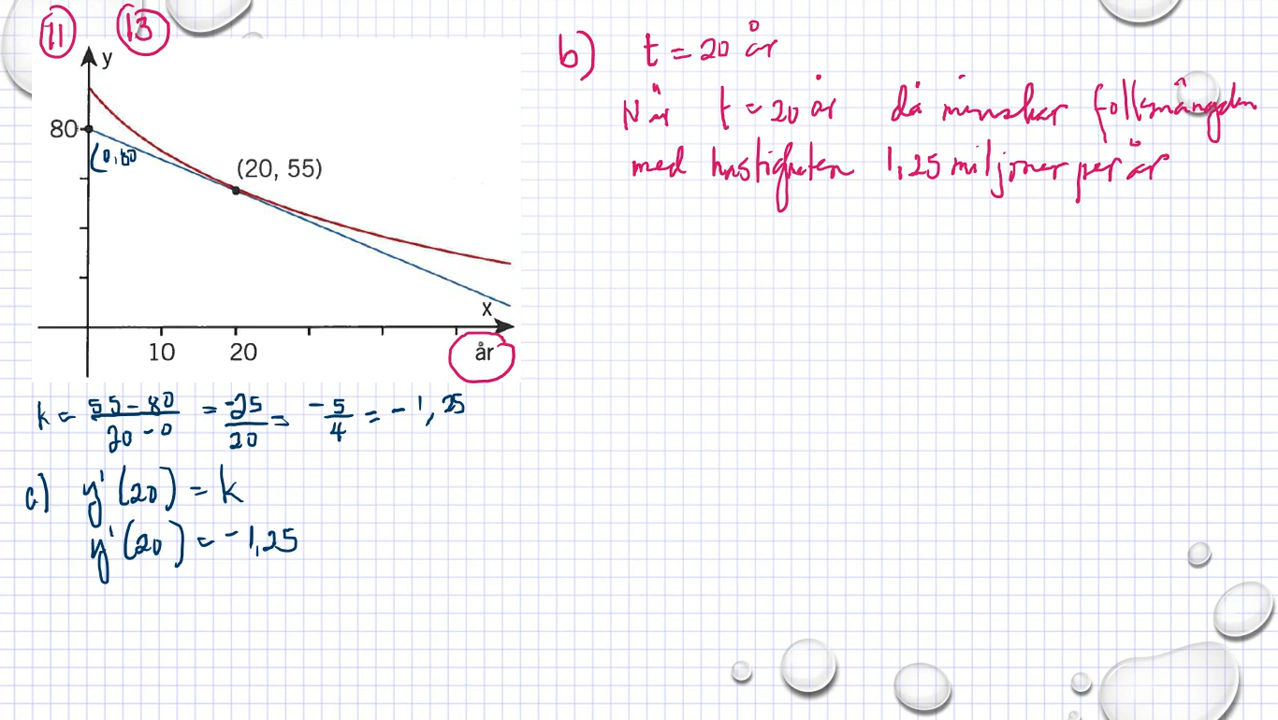 11 13
y
80
(0,80
(20, 55)
x
10 20 år
k = 55-80 / 20-0 = -25 / 20 = -5 / 4 = -1,25
a) y'(20) = k
y'(20) = -1,25
b) t = 20 år
När t = 20 år då minskar folkmängden
med hastigheten 1,25 miljoner per år